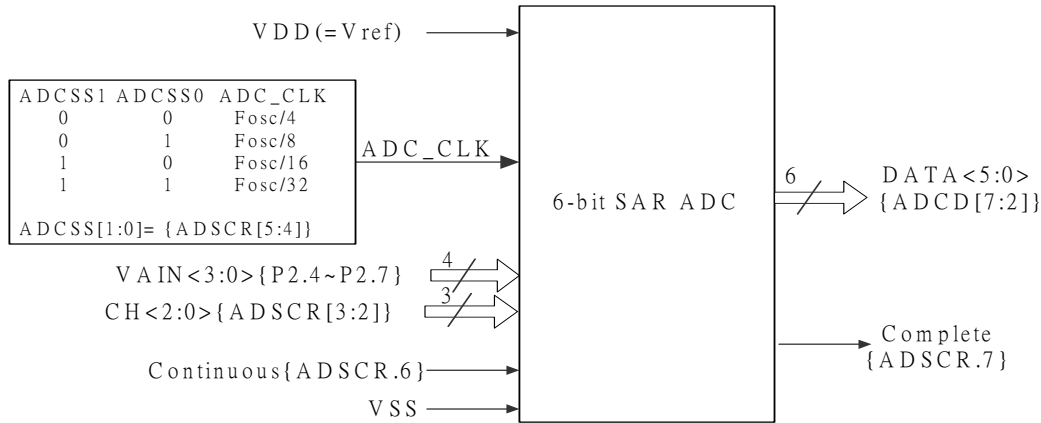 VDD(=Vref)
ADCSS1 ADCSS0 ADC_CLK
0 0 Fosc/4
0 1 Fosc/8
1 0 Fosc/16
1 1 Fosc/32
ADCSS[1:0]= {ADSCR[5:4]}
ADC_CLK
VAIN<3:0>{P2.4~P2.7}
4
CH<2:0>{ADSCR[3:2]}
3
Continuous{ADSCR.6}
VSS
6-bit SAR ADC
6
DATA<5:0>
{ADCD[7:2]}
Complete
{ADSCR.7}